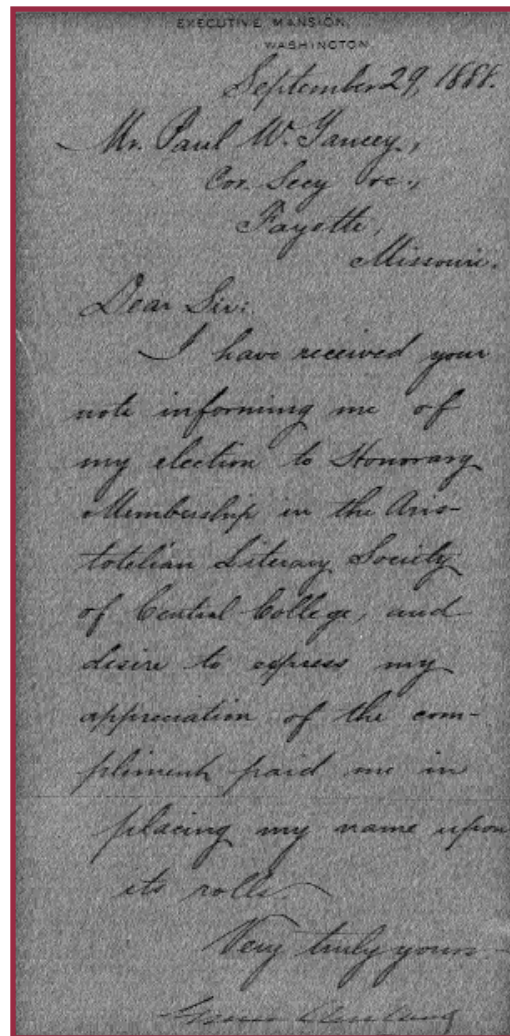 EXECUTIVE MANSION,
WASHINGTON
September 29, 1888.
Mr. Paul W. Yancey,
Cor. Secy &c.,
Fayette,
Missouri.
Dear Sir:
I have received your
note informing me of
my election to Honorary
Membership in the Aris-
totelian Literary Society
of Central College, and
desire to express my
appreciation of the com-
pliment paid me in
placing my name upon
its rolls.
Very truly yours
Grover Cleveland